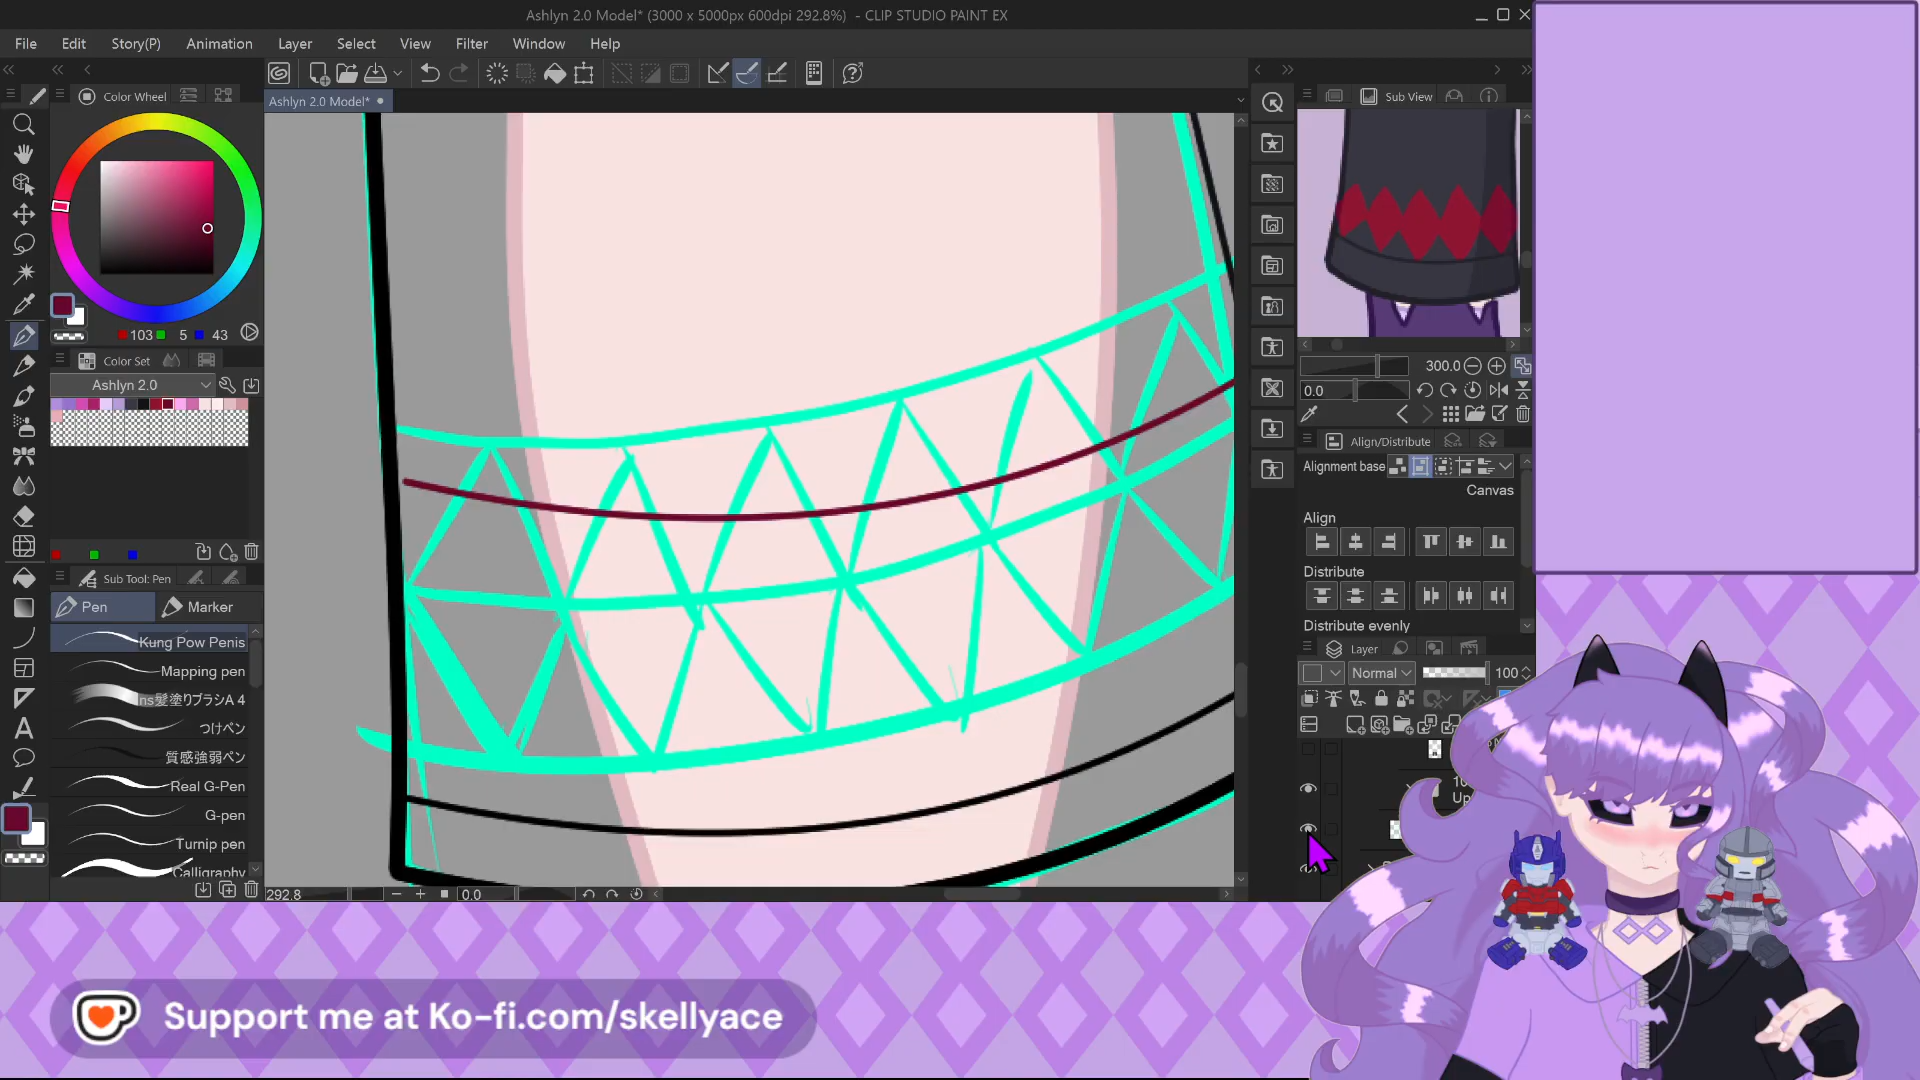 Ashlyn 2.0 Model* (3000 x 5000px 600dpi 292.8%) - CLIP STUDIO PAINT EX
File Edit Story(P) Animation Layer Select View Filter Window Help
Color Wheel
Ashlyn 2.0 Model*
Sub View
103 5 43
Color Set
Ashlyn 2.0
300.0
0.0
Align/Distribute
Alignment base
Canvas
Align
Distribute
Distribute evenly
Sub Tool: Pen
Pen
Marker
Kung Pow Penis
Mapping pen
ns髪塗りブラシA 4
つけペン
質感強弱ペン
Real G-Pen
G-pen
Turnip pen
Calligraphy
Layer
Normal
100
Up
292.8
0.0
Support me at Ko-fi.com/skellyace